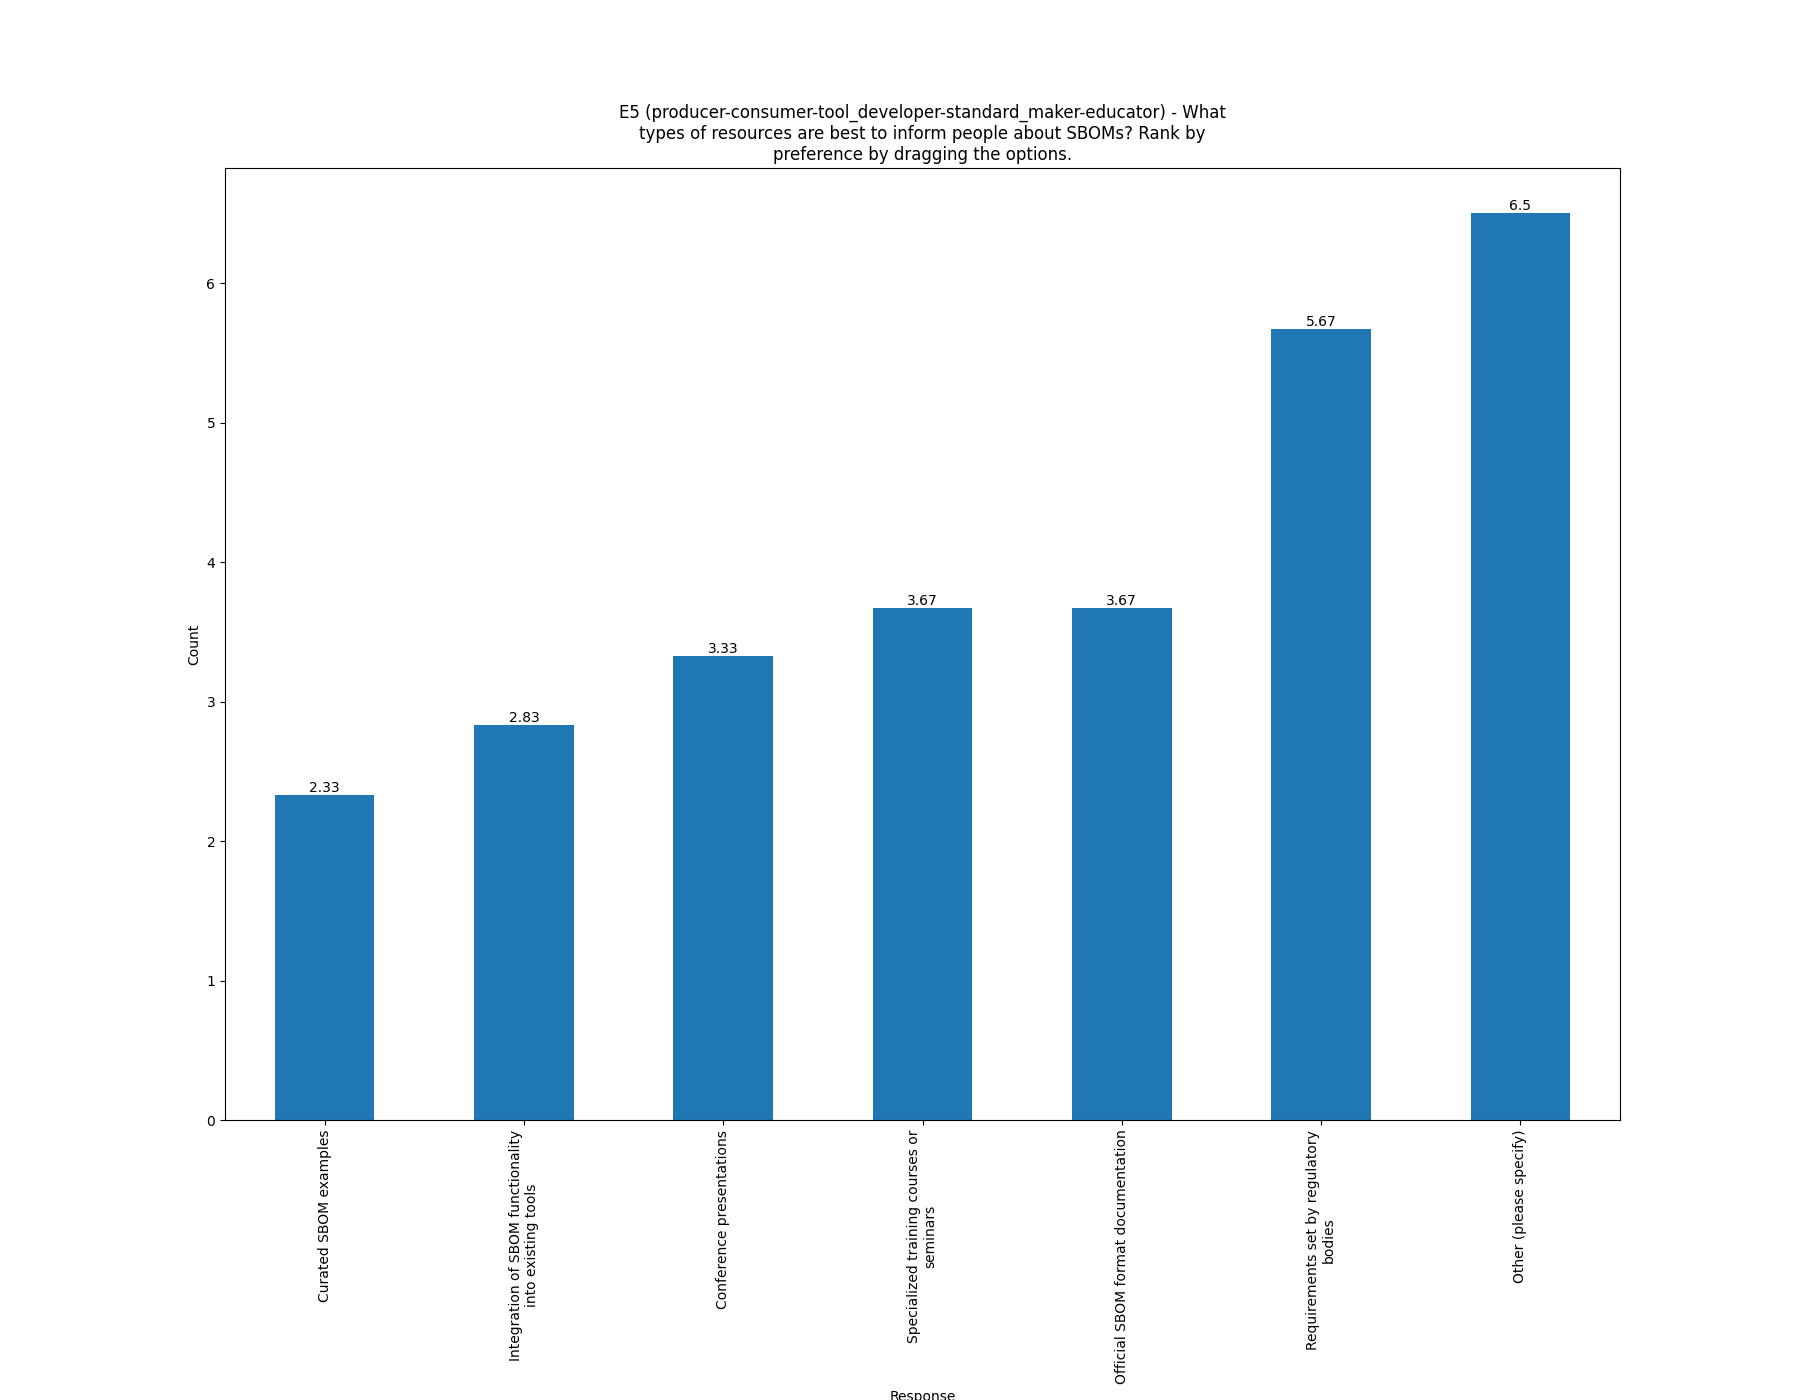 E5 (producer-consumer-tool_developer-standard_maker-educator) - What
types of resources are best to inform people about SBOMs? Rank by
preference by dragging the options.
6.5
6
5.67
5
4
3.67
3.67
3.33
Count
3
2.83
2.33
2
1
0
Curated SBOM examples
Integration of SBOM functionality
into existing tools
Conference presentations
Specialized training courses or
seminars
Official SBOM format documentation
Requirements set by regulatory
bodies
Other (please specify)
Response